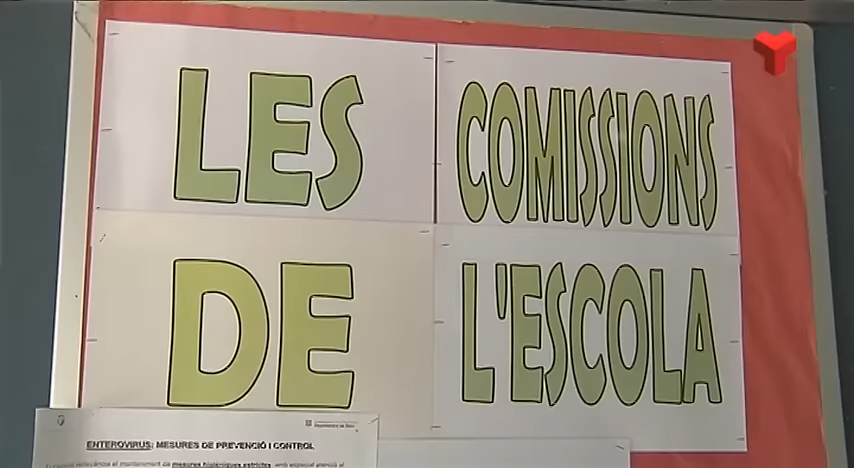 LES COMISSIONS
DE L'ESCOLA
ENTEROVIRUS: MESURES DE PREVENCIÓ I CONTROL